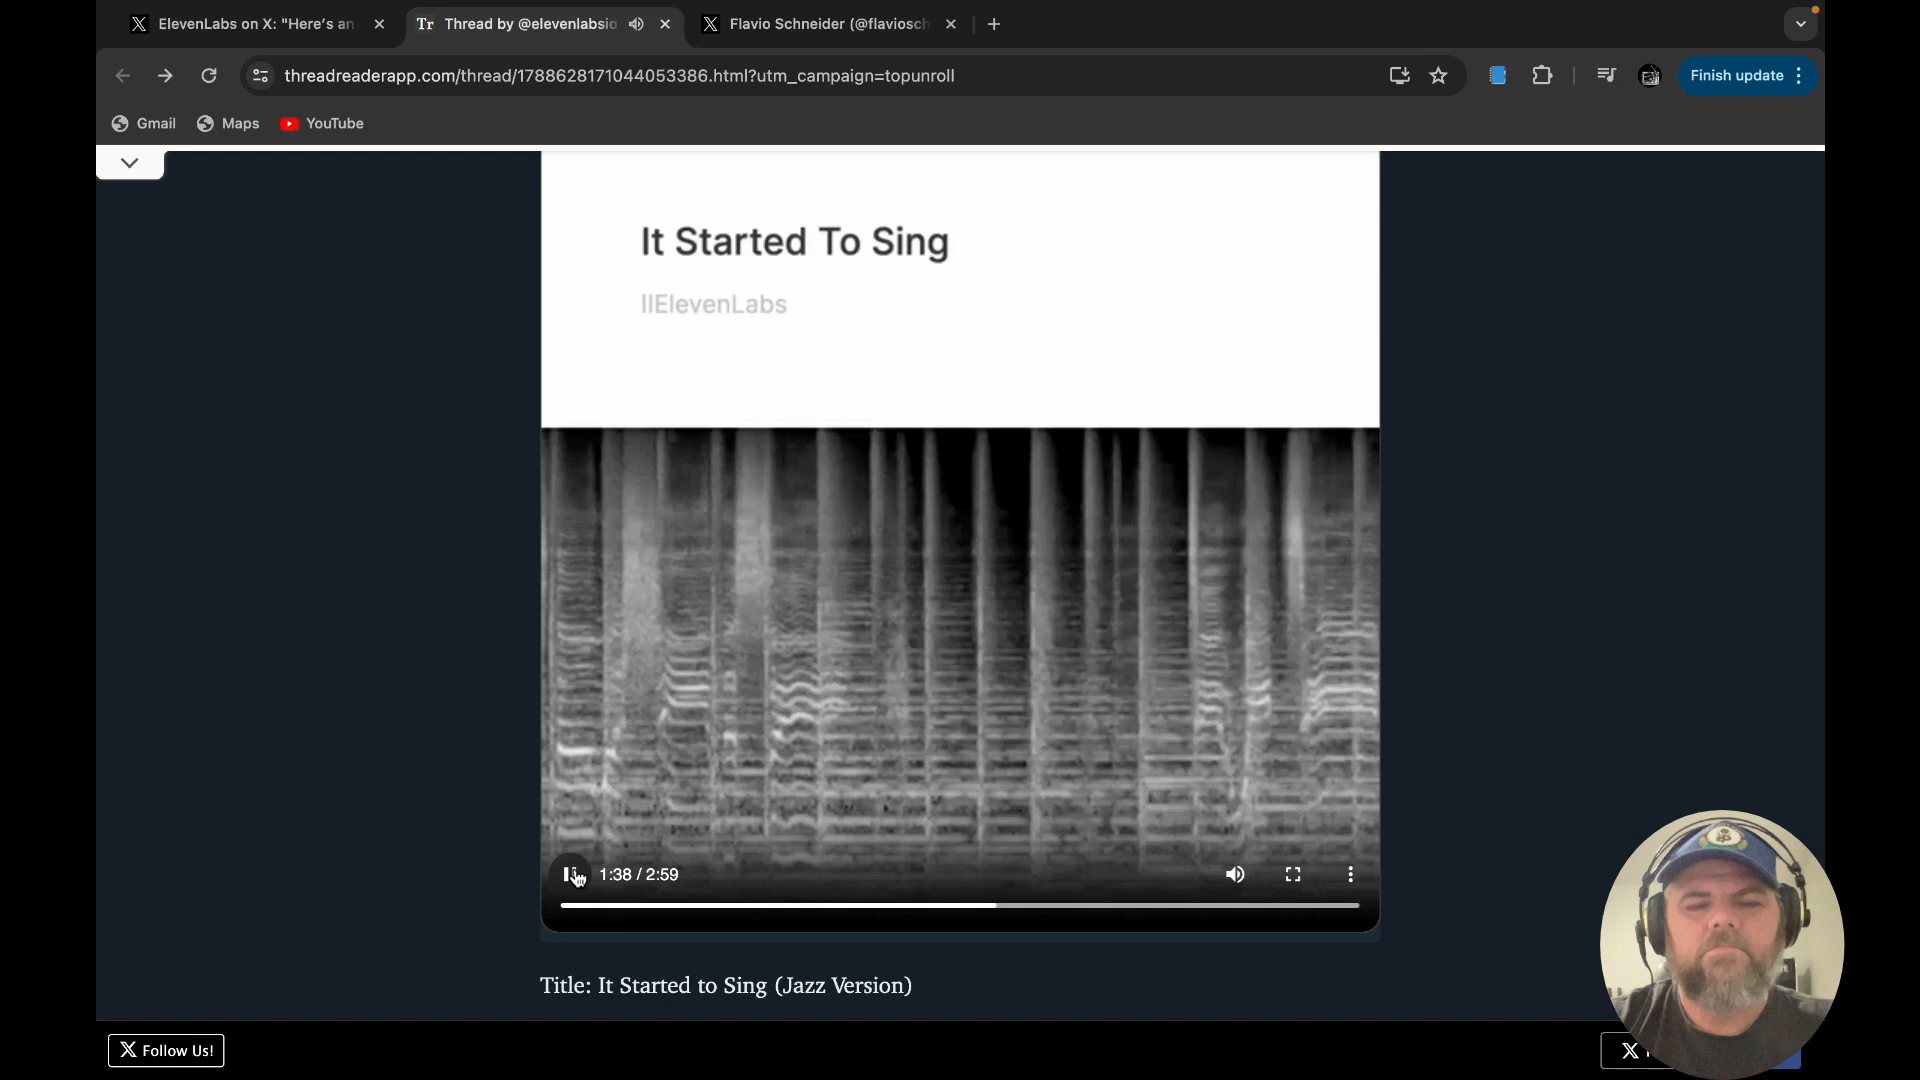 ElevenLabs on X: "Here's an
Tr Thread by @elevenlabsio
Flavio Schneider (@flaviosch
threadreaderapp.com/thread/1788628171044053386.html?utm_campaign=topunroll
Finish update
Gmail
Maps
YouTube
It Started To Sing
IIElevenLabs
1:38 / 2:59
Title: It Started to Sing (Jazz Version)
Follow Us!